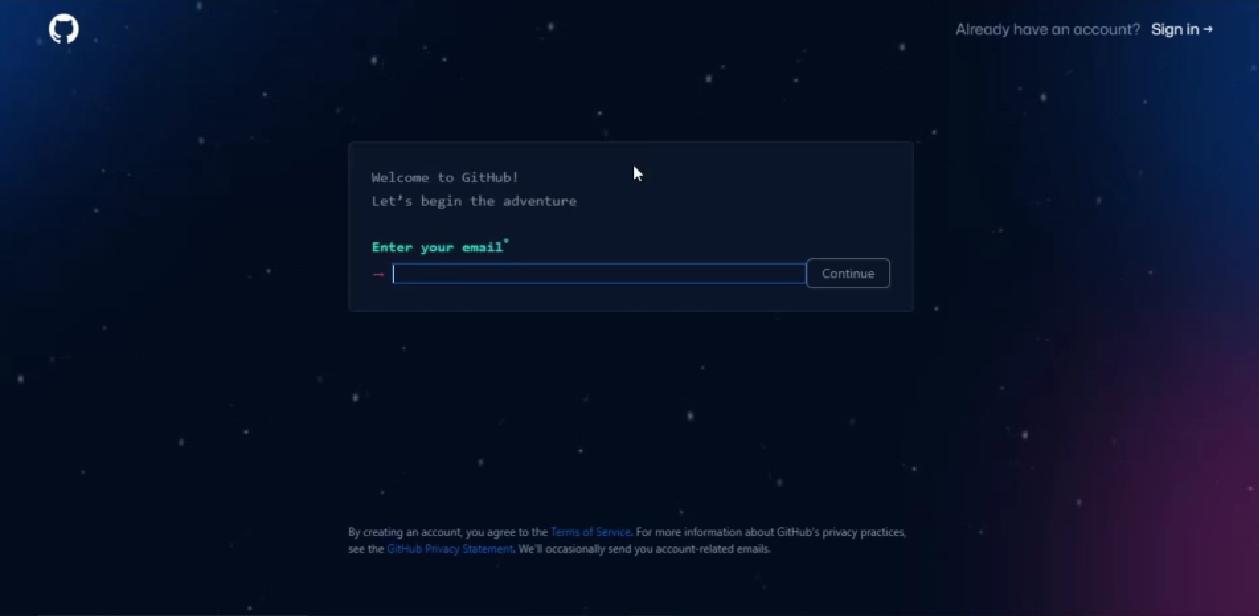 Already have an account? Sign in →
Welcome to GitHub!
Let's begin the adventure
Enter your email*
→
Continue
By creating an account, you agree to the Terms of Service. For more information about GitHub's privacy practices,
see the GitHub Privacy Statement. We'll occasionally send you account-related emails.